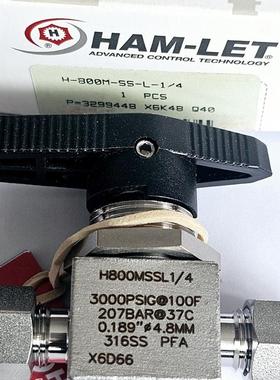 HAM-LET®
ADVANCED CONTROL TECHNOLOGY
H-800M-SS-L-1/4
1 PCS
P=3299448 X6K48 Q40
H800MSSL1/4
3000PSIG@100F
207BAR@37C
0.189"ø4.8MM
316SS PFA
X6D66